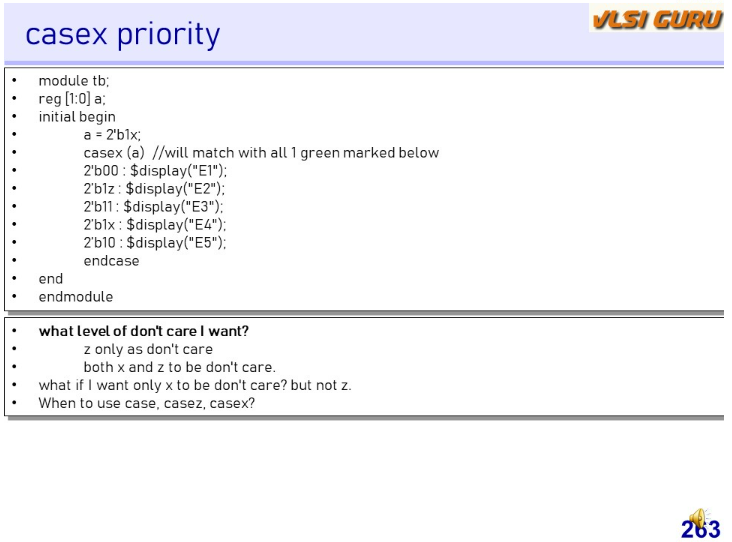 VLSI GURU
casex priority
• module tb;
• reg [1:0] a;
• initial begin
• a = 2'b1x;
• casex (a) //will match with all 1 green marked below
• 2'b00 : $display("E1");
• 2'b1z : $display("E2");
• 2'b11 : $display("E3");
• 2'b1x : $display("E4");
• 2'b10 : $display("E5");
• endcase
• end
• endmodule
• what level of don't care I want?
• z only as don't care
• both x and z to be don't care.
• what if I want only x to be don't care? but not z.
• When to use case, casez, casex?
263